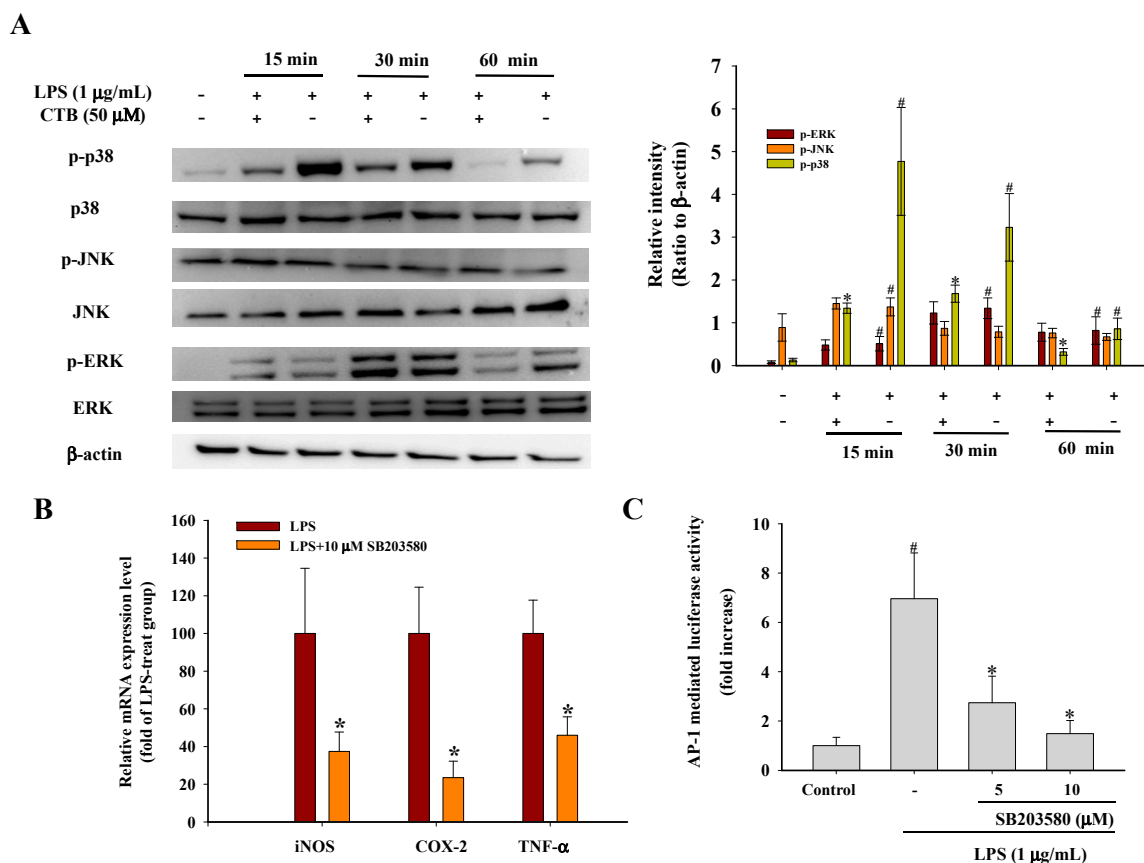 A
15 min 30 min 60 min
LPS (1 μg/mL) - + + + + + +
CTB (50 μM) - + - + - + -
p-p38
p38
p-JNK
JNK
p-ERK
ERK
β-actin
Relative intensity
(Ratio to β-actin)
7
6
5
4
3
2
1
0
p-ERK
p-JNK
p-p38
# # * # # * # * # #
- + + + + + +
- + - + - + -
15 min 30 min 60 min
B
Relative mRNA expression level
(fold of LPS-treat group)
160
140
120
100
80
60
40
20
0
LPS
LPS+10 μM SB203580
* * *
iNOS COX-2 TNF-α
C
AP-1 mediated luciferase activity
(fold increase)
10
8
6
4
2
0
# * *
Control - 5 10
SB203580 (μM)
LPS (1 μg/mL)